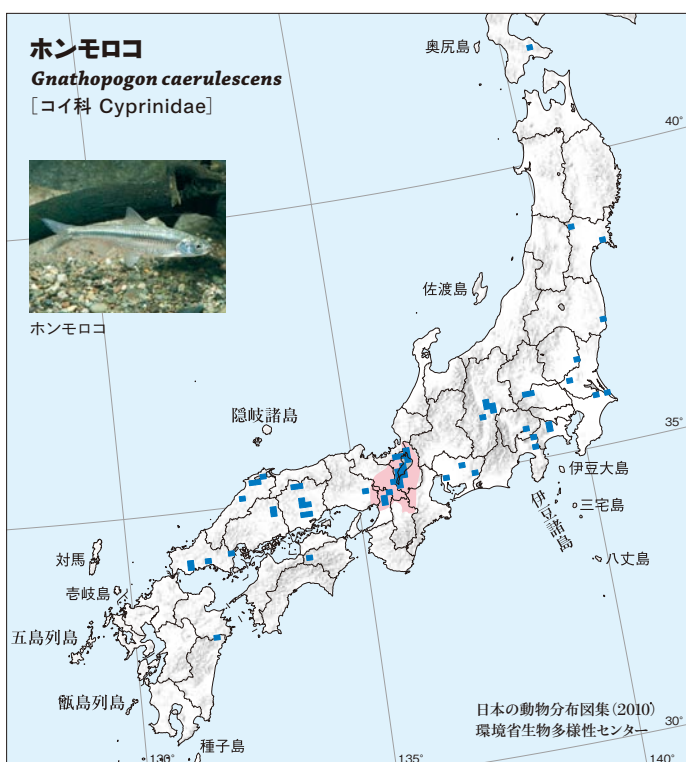 ホンモロコ
Gnathopogon caerulescens
[コイ科 Cyprinidae]
ホンモロコ
奥尻島
40°
佐渡島
隠岐諸島
35°
伊豆大島
三宅島
伊豆諸島
八丈島
対馬
壱岐島
五島列島
甑島列島
種子島
日本の動物分布図集(2010)
環境省生物多様性センター
30°
130°
135°
140°